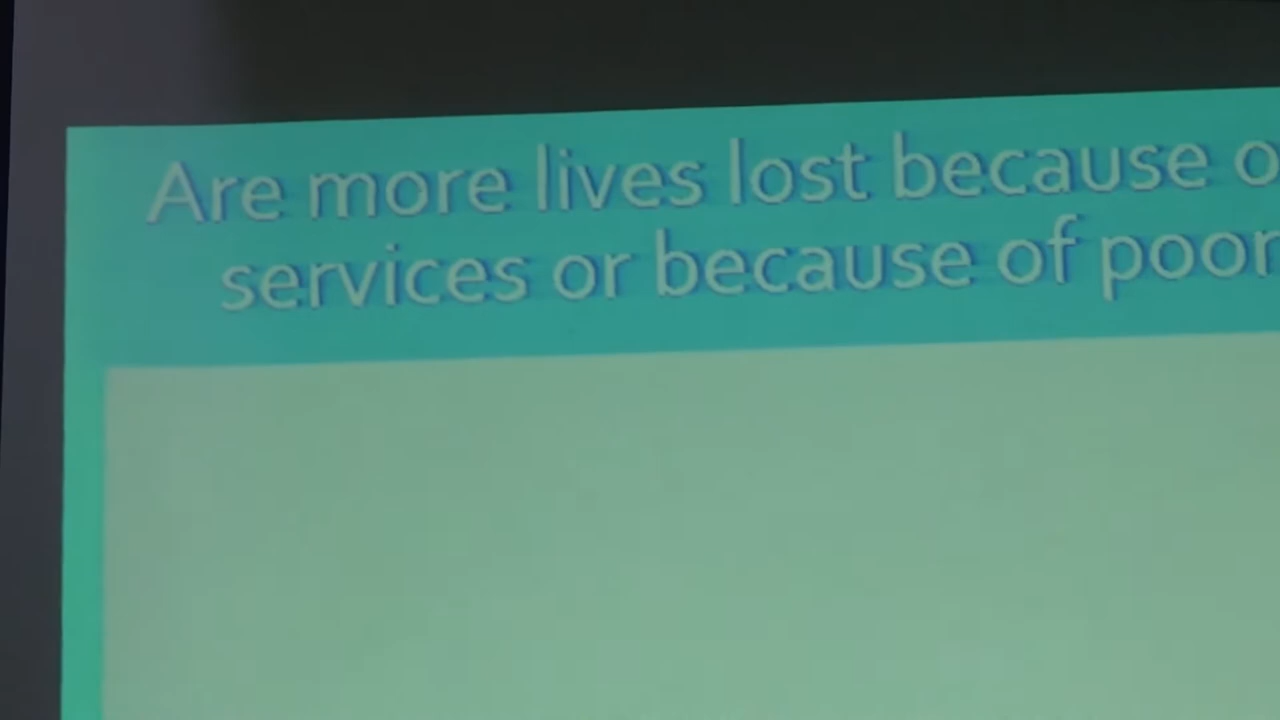 Are more lives lost because o
services or because of poor